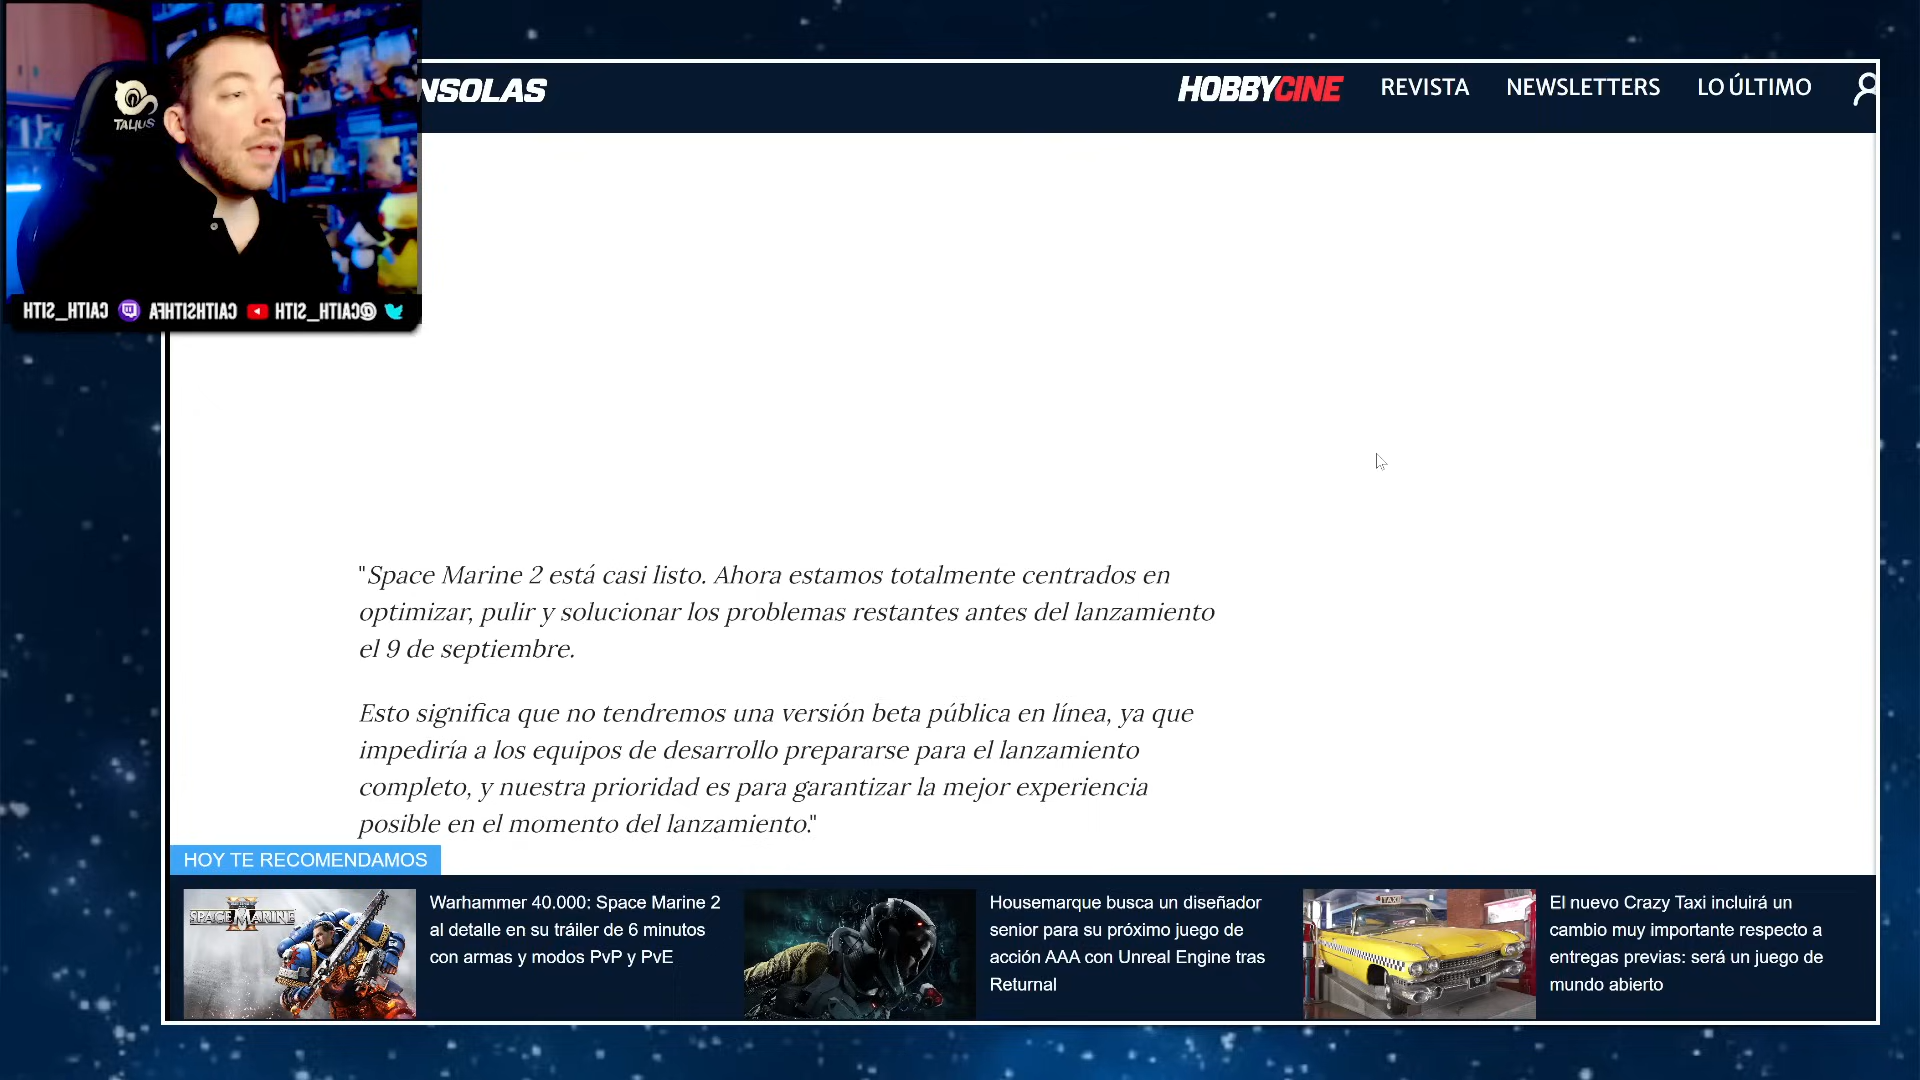 TALIUS
CAITH_SITH CAITHSITHFA @CAITH_SITH
NSOLAS
HOBBYCINE
REVISTA
NEWSLETTERS
LO ÚLTIMO
"Space Marine 2 está casi listo. Ahora estamos totalmente centrados en
optimizar, pulir y solucionar los problemas restantes antes del lanzamiento
el 9 de septiembre.
Esto significa que no tendremos una versión beta pública en línea, ya que
impediría a los equipos de desarrollo prepararse para el lanzamiento
completo, y nuestra prioridad es para garantizar la mejor experiencia
posible en el momento del lanzamiento."
HOY TE RECOMENDAMOS
SPACE MARINE
II
Warhammer 40.000: Space Marine 2
al detalle en su tráiler de 6 minutos
con armas y modos PvP y PvE
Housemarque busca un diseñador
senior para su próximo juego de
acción AAA con Unreal Engine tras
Returnal
TAXI
El nuevo Crazy Taxi incluirá un
cambio muy importante respecto a
entregas previas: será un juego de
mundo abierto